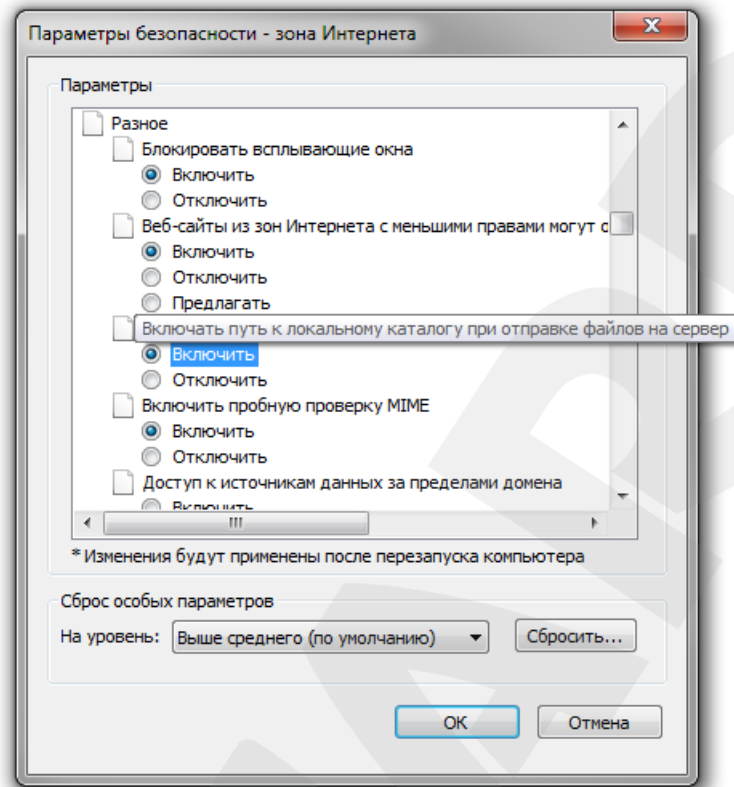 Параметры безопасности - зона Интернета
Параметры
Разное
Блокировать всплывающие окна
Включить
Отключить
Веб-сайты из зон Интернета с меньшими правами могут о
Включить
Отключить
Предлагать
Включать путь к локальному каталогу при отправке файлов на сервер
Включить
Отключить
Включить пробную проверку MIME
Включить
Отключить
Доступ к источникам данных за пределами домена
Включить
* Изменения будут применены после перезапуска компьютера
Сброс особых параметров
На уровень: Выше среднего (по умолчанию) Сбросить...
OK Отмена